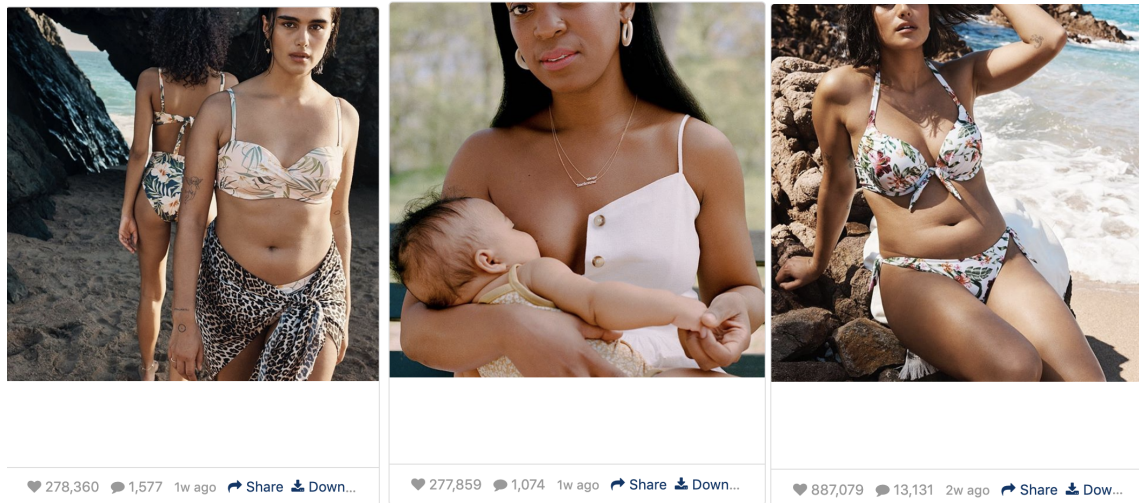 278,360 1,577 1w ago Share Down...
277,859 1,074 1w ago Share Down...
887,079 13,131 2w ago Share Dow...